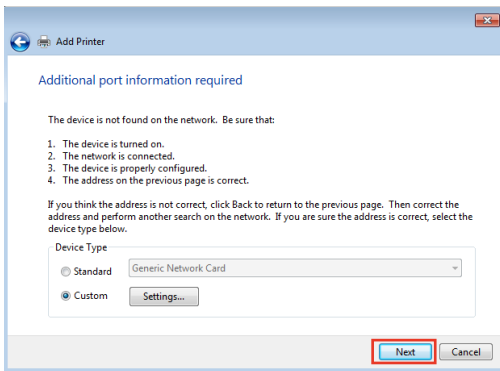 Add Printer
Additional port information required
The device is not found on the network. Be sure that:
1. The device is turned on.
2. The network is connected.
3. The device is properly configured.
4. The address on the previous page is correct.
If you think the address is not correct, click Back to return to the previous page. Then correct the
address and perform another search on the network. If you are sure the address is correct, select the
device type below.
Device Type
Standard
Generic Network Card
Custom
Settings...
Next
Cancel